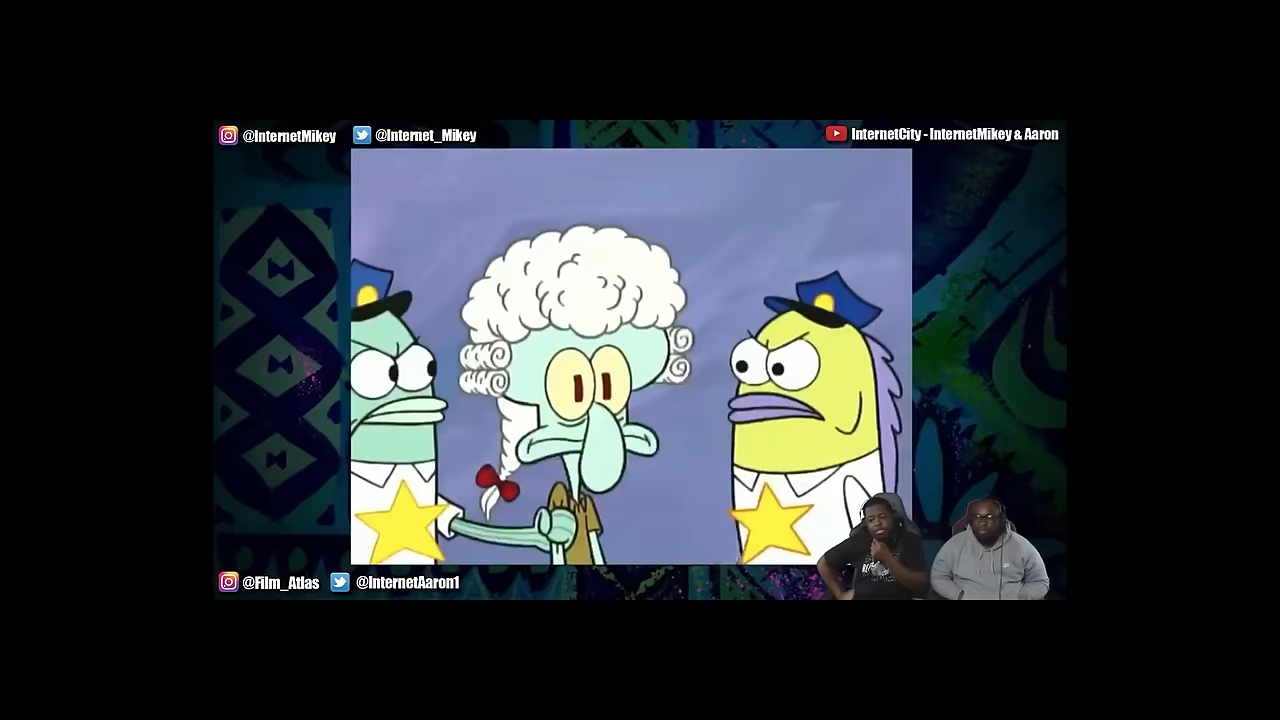 @InternetMikey @Internet_Mikey InternetCity - InternetMikey & Aaron
@Film_Atlas @InternetAaron1